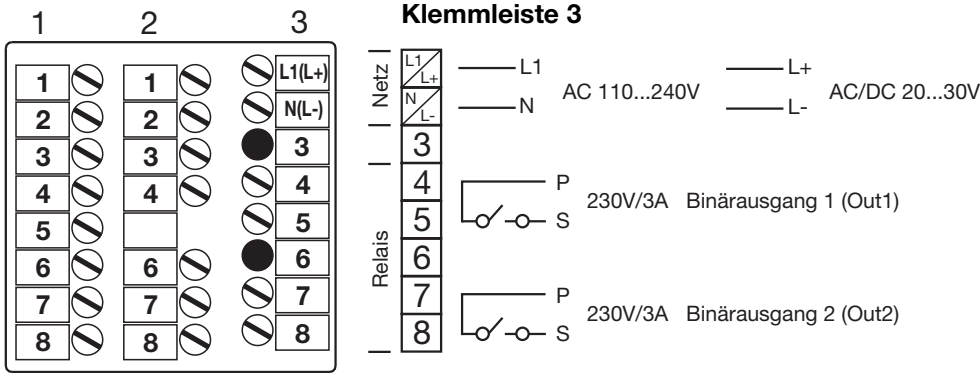 Klemmleiste 3
1 2 3
1 1 L1(L+)
2 2 N(L-)
3 3 3
4 4 4
5 5
6 6 6
7 7 7
8 8 8
Netz
L1 L+
N L-
3
L1
N
AC 110...240V
L+
L-
AC/DC 20...30V
Relais
4
5
6
7
8
P
S
230V/3A Binärausgang 1 (Out1)
P
S
230V/3A Binärausgang 2 (Out2)